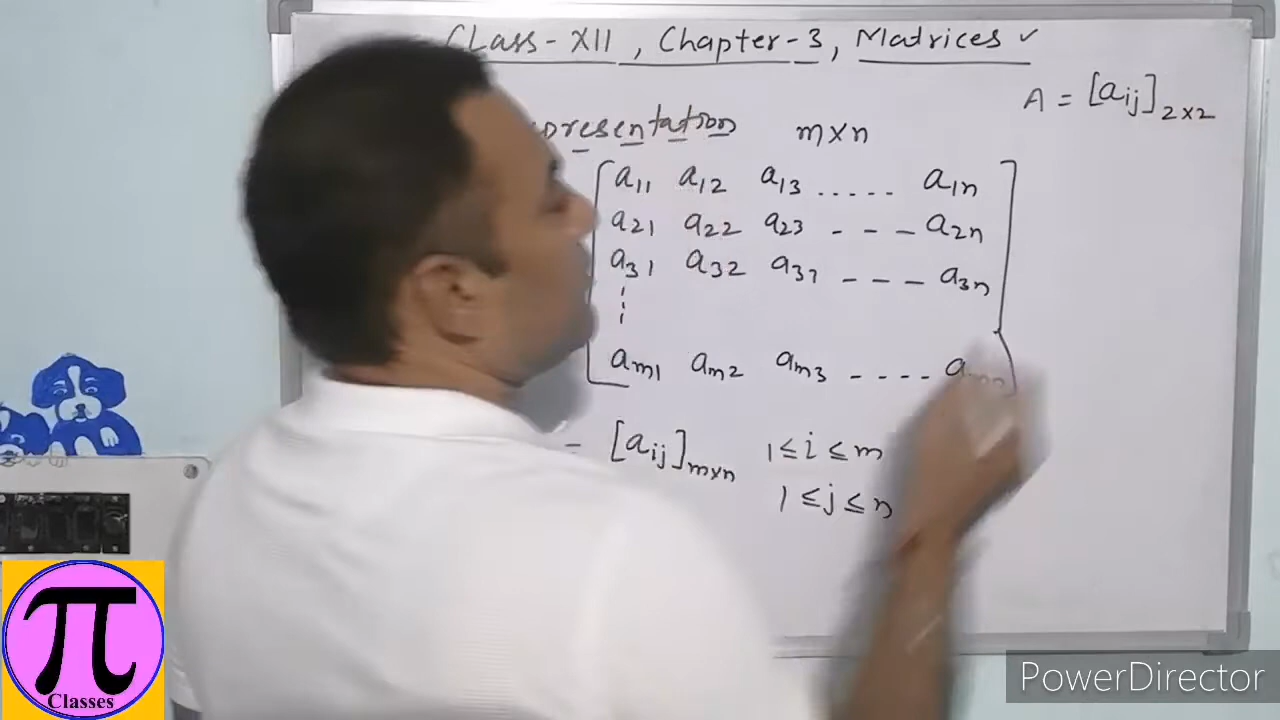 Class - XII , Chapter - 3 , Matrices ✓
A = [aij]2×2
presentation m×n
a11 a12 a13 ..... a1n
a21 a22 a23 - - - a2n
a31 a32 a33 - - - a3n
am1 am2 am3 - - - - amn
= [aij]m×n 1 ≤ i ≤ m
1 ≤ j ≤ n
π
Classes
PowerDirector